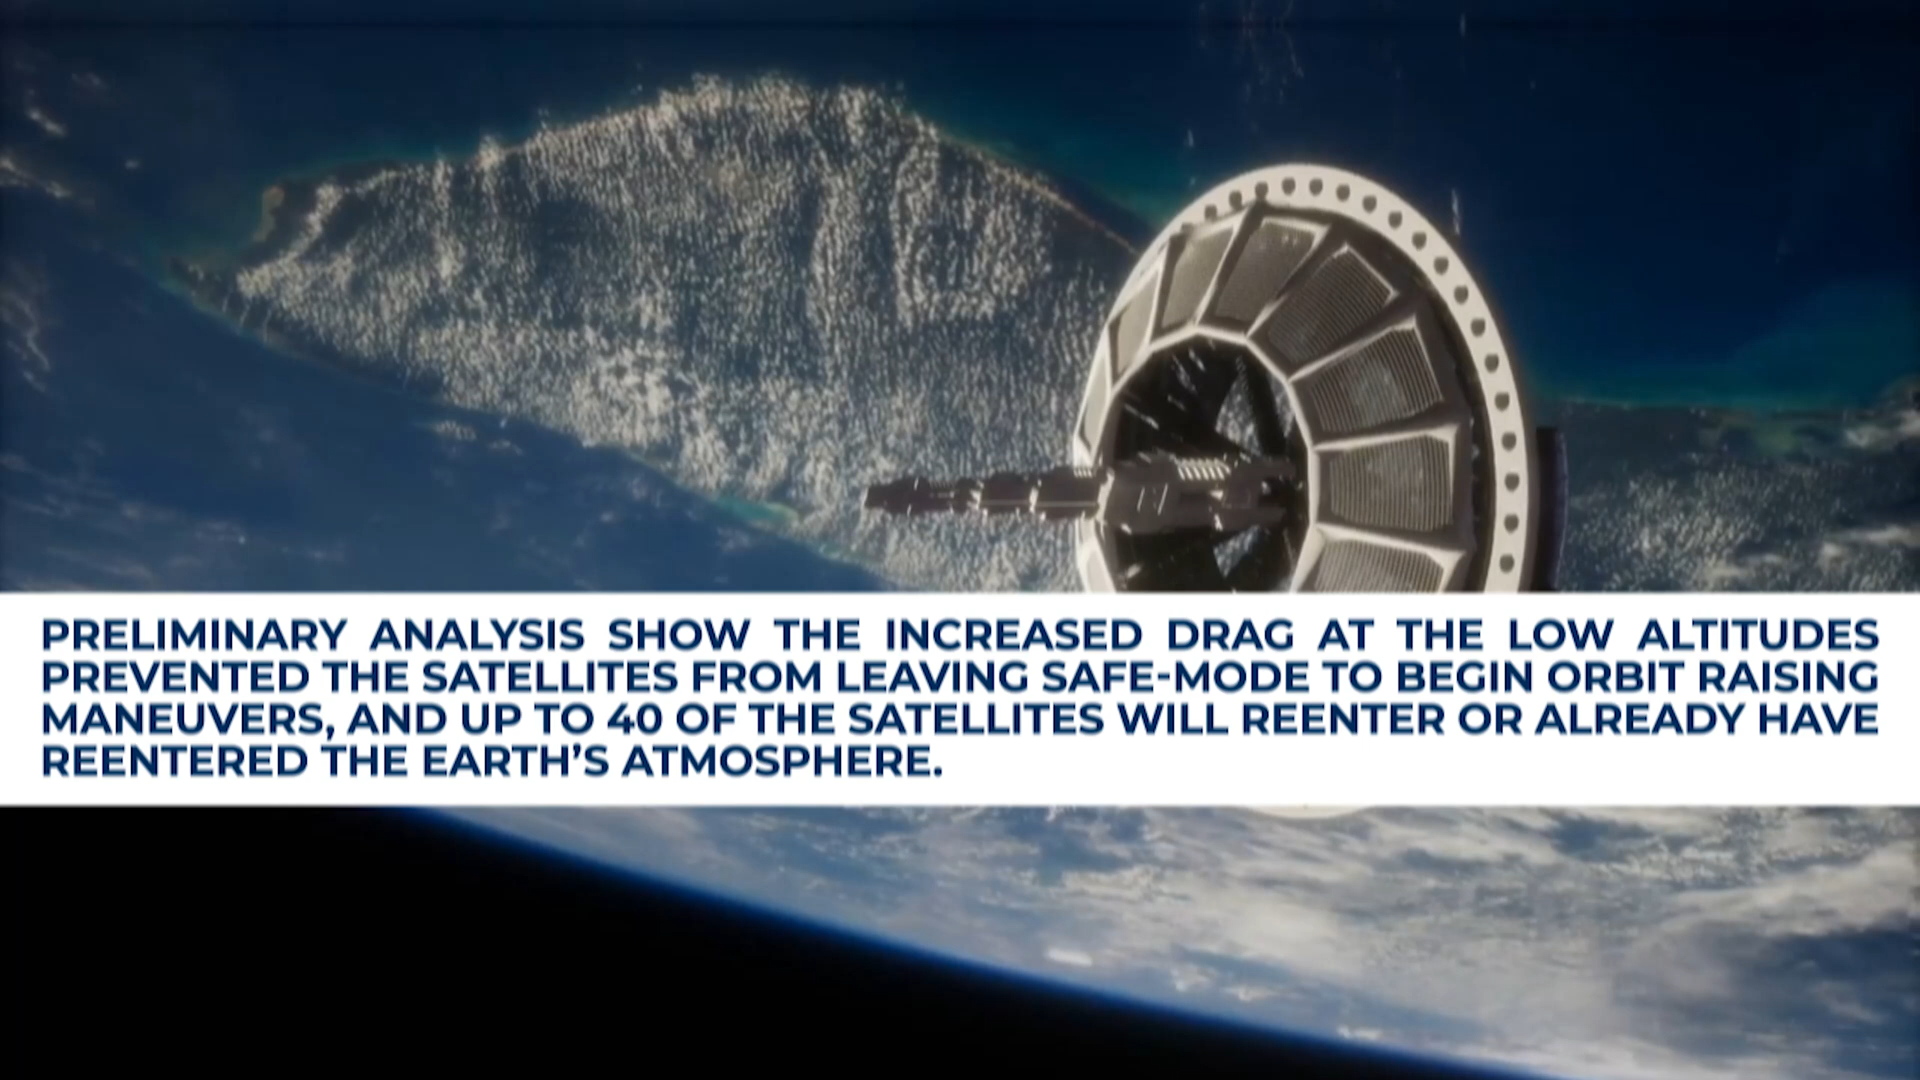 PRELIMINARY ANALYSIS SHOW THE INCREASED DRAG AT THE LOW ALTITUDES
PREVENTED THE SATELLITES FROM LEAVING SAFE-MODE TO BEGIN ORBIT RAISING
MANEUVERS, AND UP TO 40 OF THE SATELLITES WILL REENTER OR ALREADY HAVE
REENTERED THE EARTH’S ATMOSPHERE.